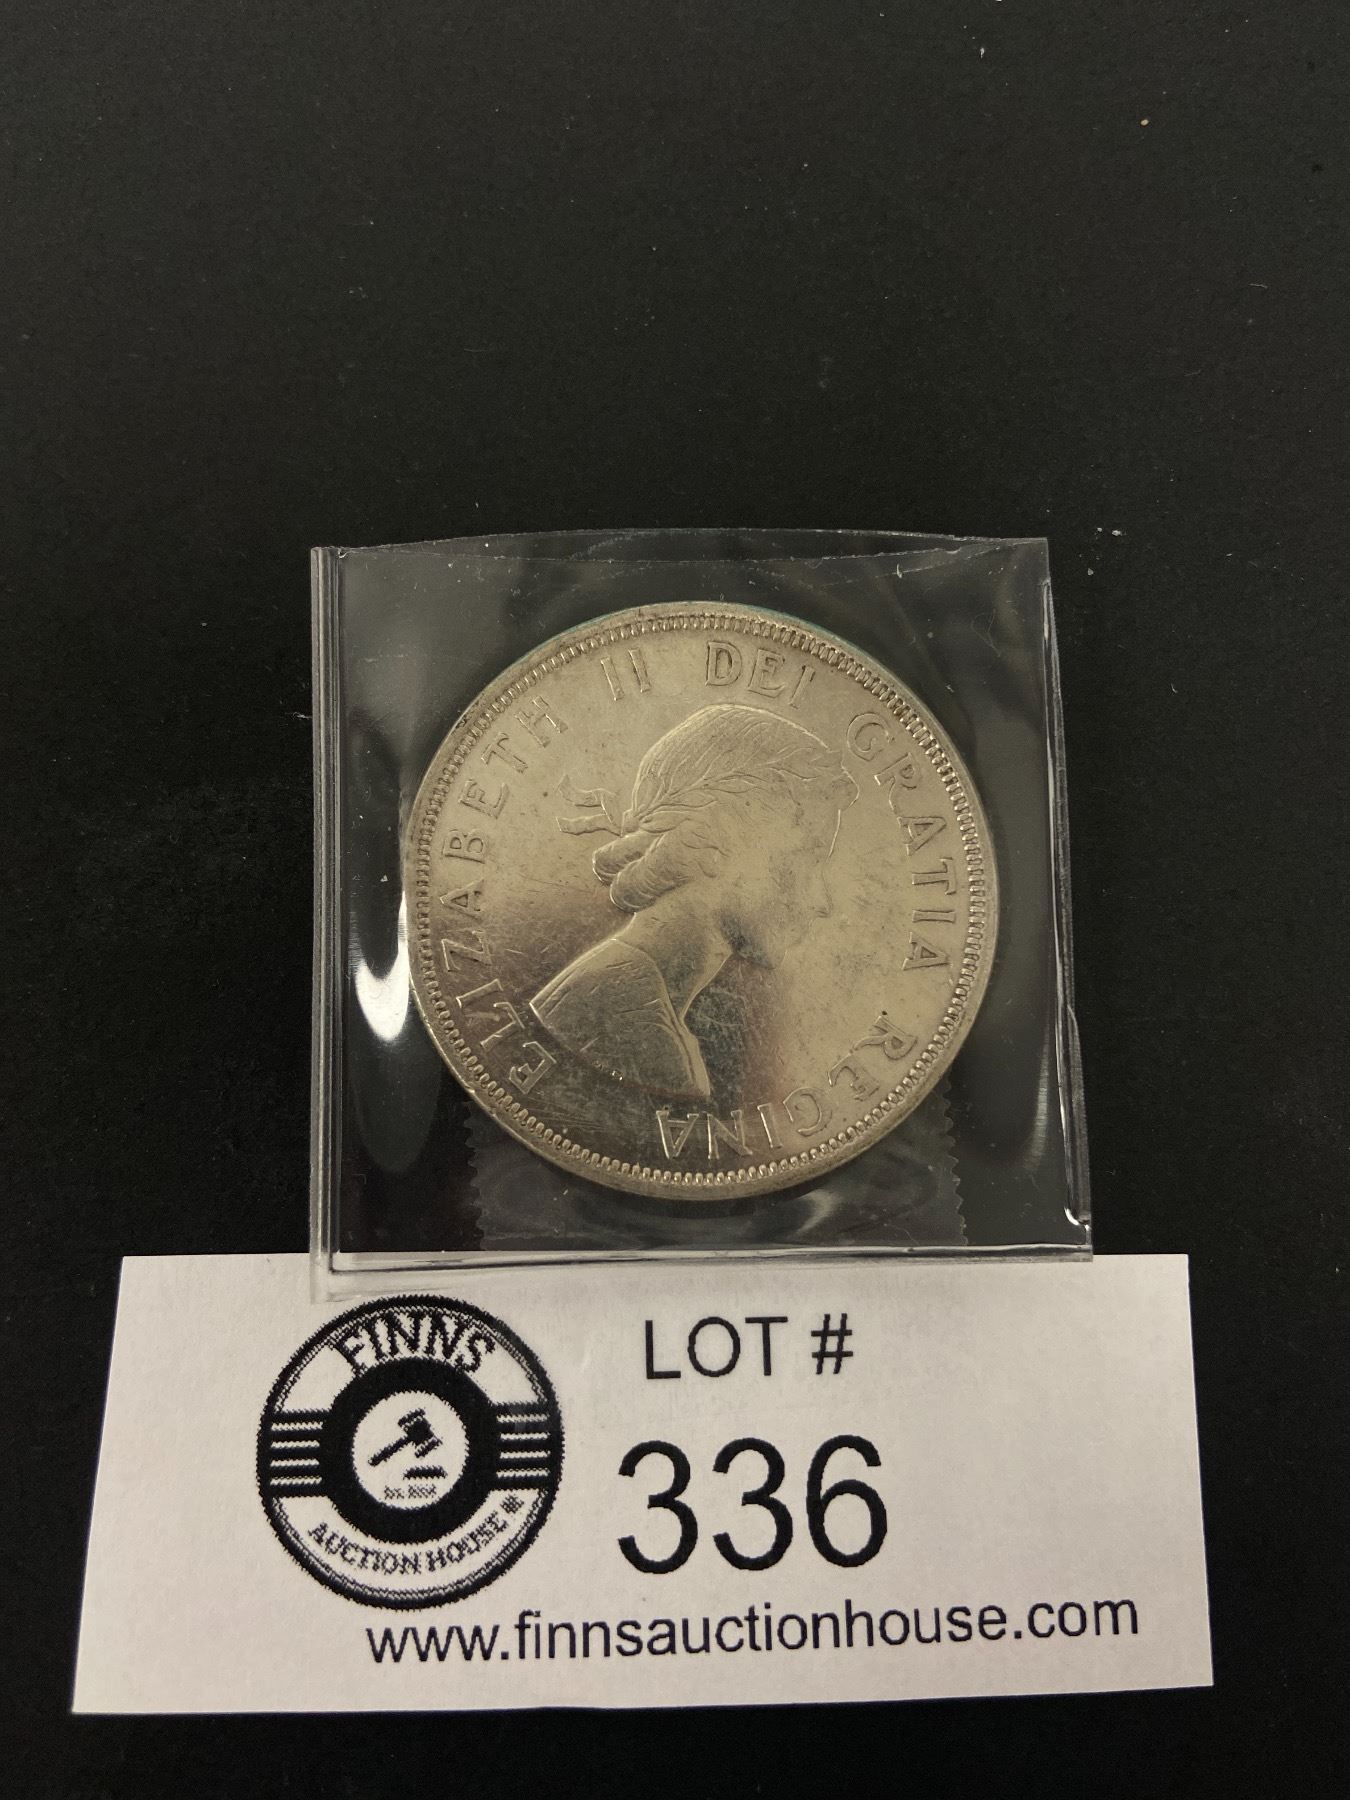 ELIZABETH II DEI GRATIA REGINA
FINNS
AUCTION HOUSE
LOT #
336
www.finnsauctionhouse.com